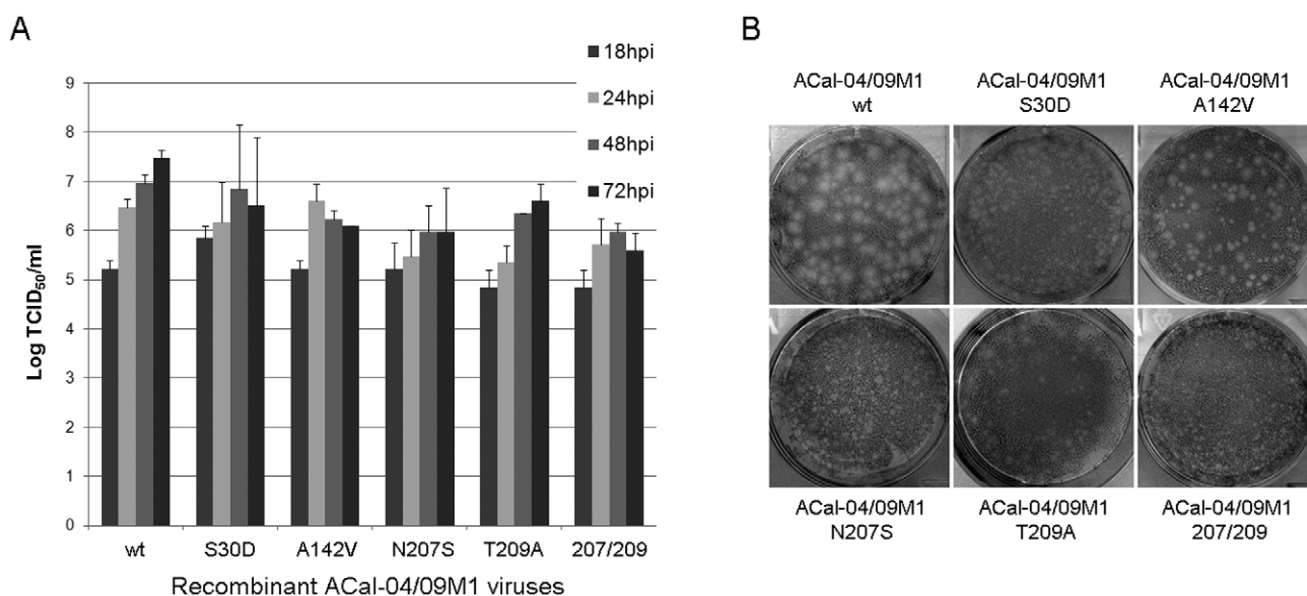 A
18hpi
24hpi
48hpi
72hpi
9
8
7
6
5
4
3
2
1
0
Log TCID50/ml
wt
S30D
A142V
N207S
T209A
207/209
Recombinant ACal-04/09M1 viruses
B
ACal-04/09M1
wt
ACal-04/09M1
S30D
ACal-04/09M1
A142V
ACal-04/09M1
N207S
ACal-04/09M1
T209A
ACal-04/09M1
207/209